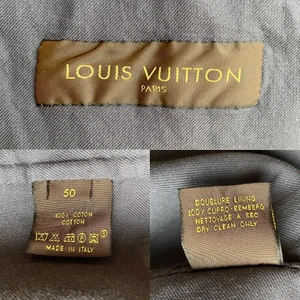 LOUIS VUITTON
PARIS
50
100% COTON
COTTON
MADE IN ITALY
DOUBLURE LINING
100% CUPRO-BEMBERG
NETTOYAGE A SEC
DRY CLEAN ONLY